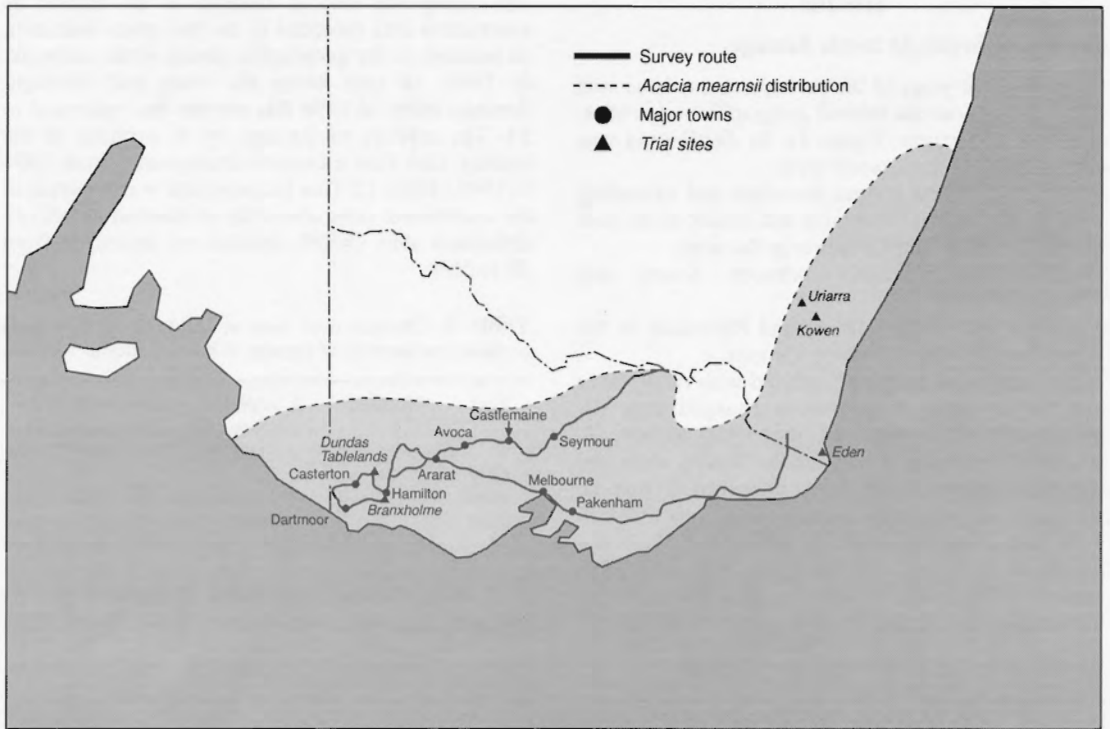 Survey route
Acacia mearnsii distribution
Major towns
Trial sites
Uriarra
Kowen
Castlemaine
Avoca
Seymour
Dundas
Tablelands
Eden
Casterton
Ararat
Hamilton
Melbourne
Branxholme
Pakenham
Dartmoor